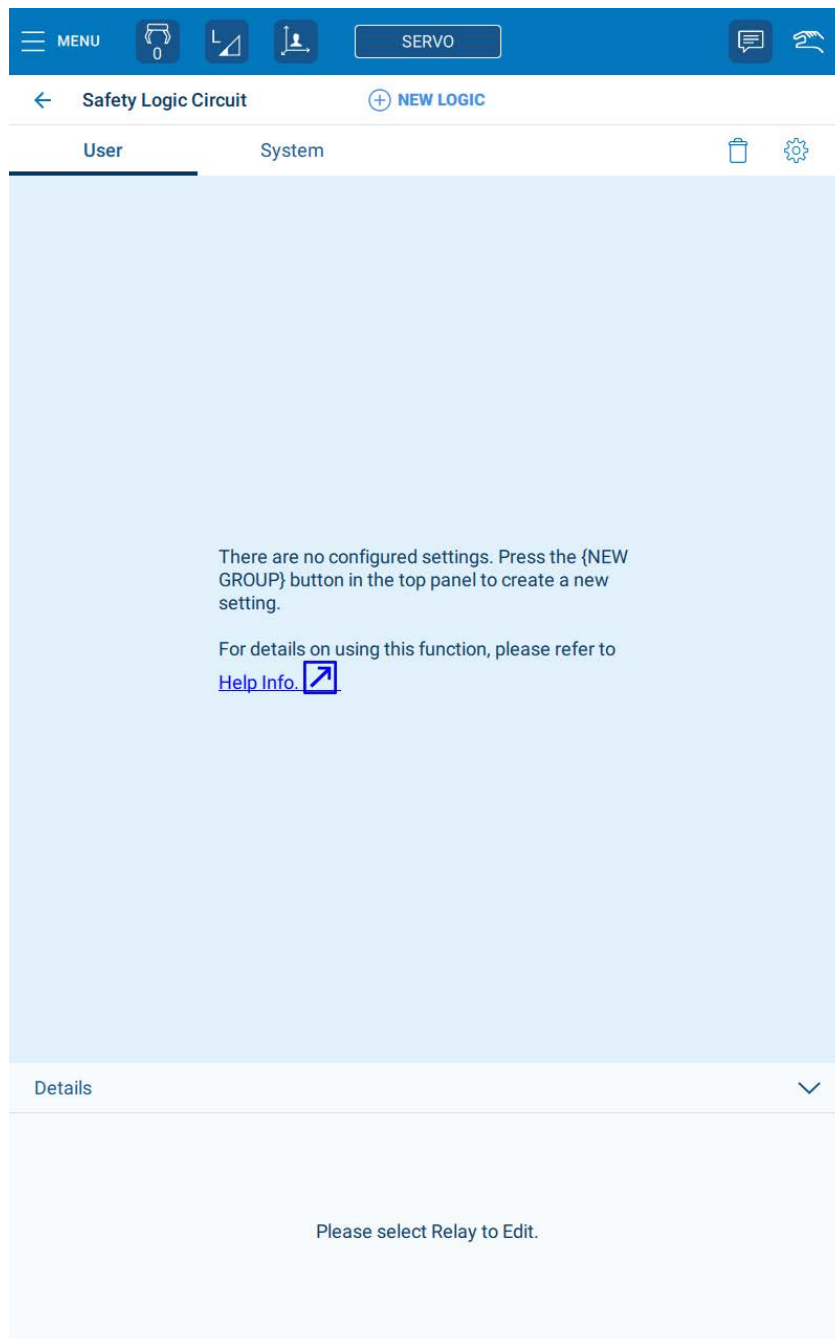 MENU
0
L
SERVO
Safety Logic Circuit
NEW LOGIC
User
System
There are no configured settings. Press the {NEW
GROUP} button in the top panel to create a new
setting.
For details on using this function, please refer to
Help Info.
Details
Please select Relay to Edit.